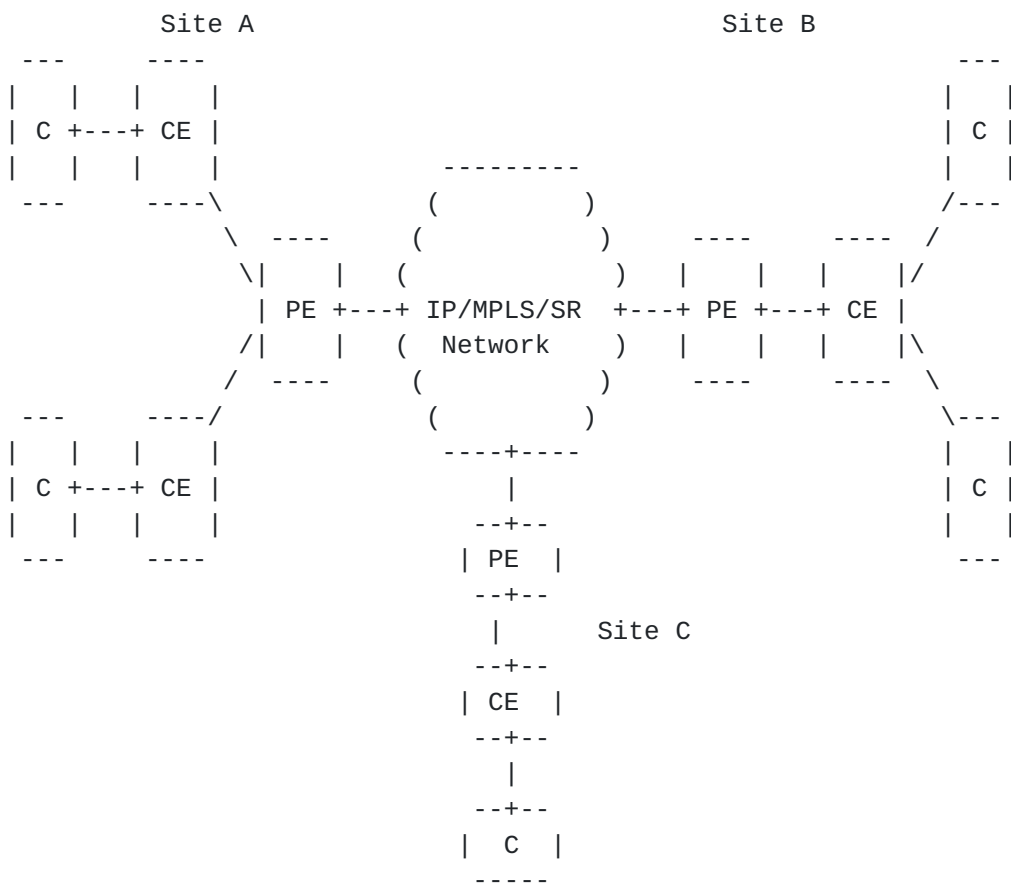 Site A Site B
C CE C
PE IP/MPLS/SR PE CE
Network
C CE C
PE
Site C
CE
C